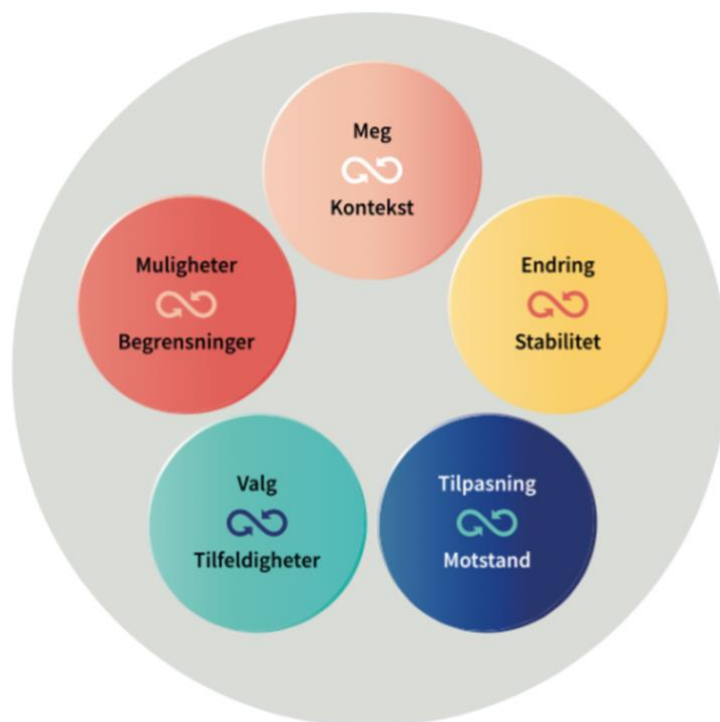 Meg
Kontekst
Muligheter
Begrensninger
Endring
Stabilitet
Valg
Tilfeldigheter
Tilpasning
Motstand